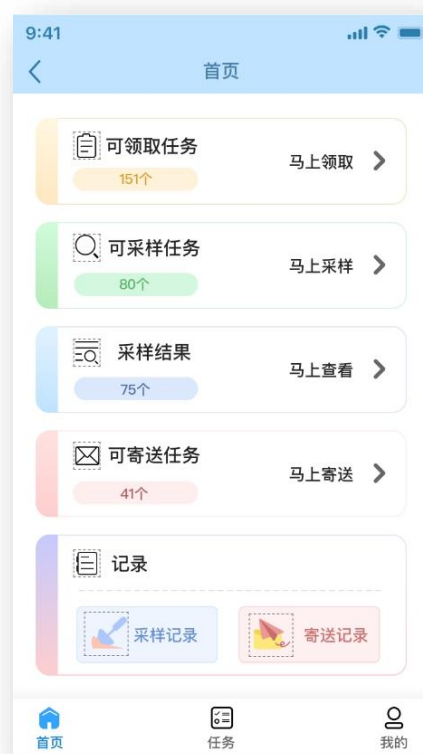 9:41
首页
可领取任务
151个
马上领取
可采样任务
80个
马上采样
采样结果
75个
马上查看
可寄送任务
41个
马上寄送
记录
采样记录
寄送记录
首页
任务
我的